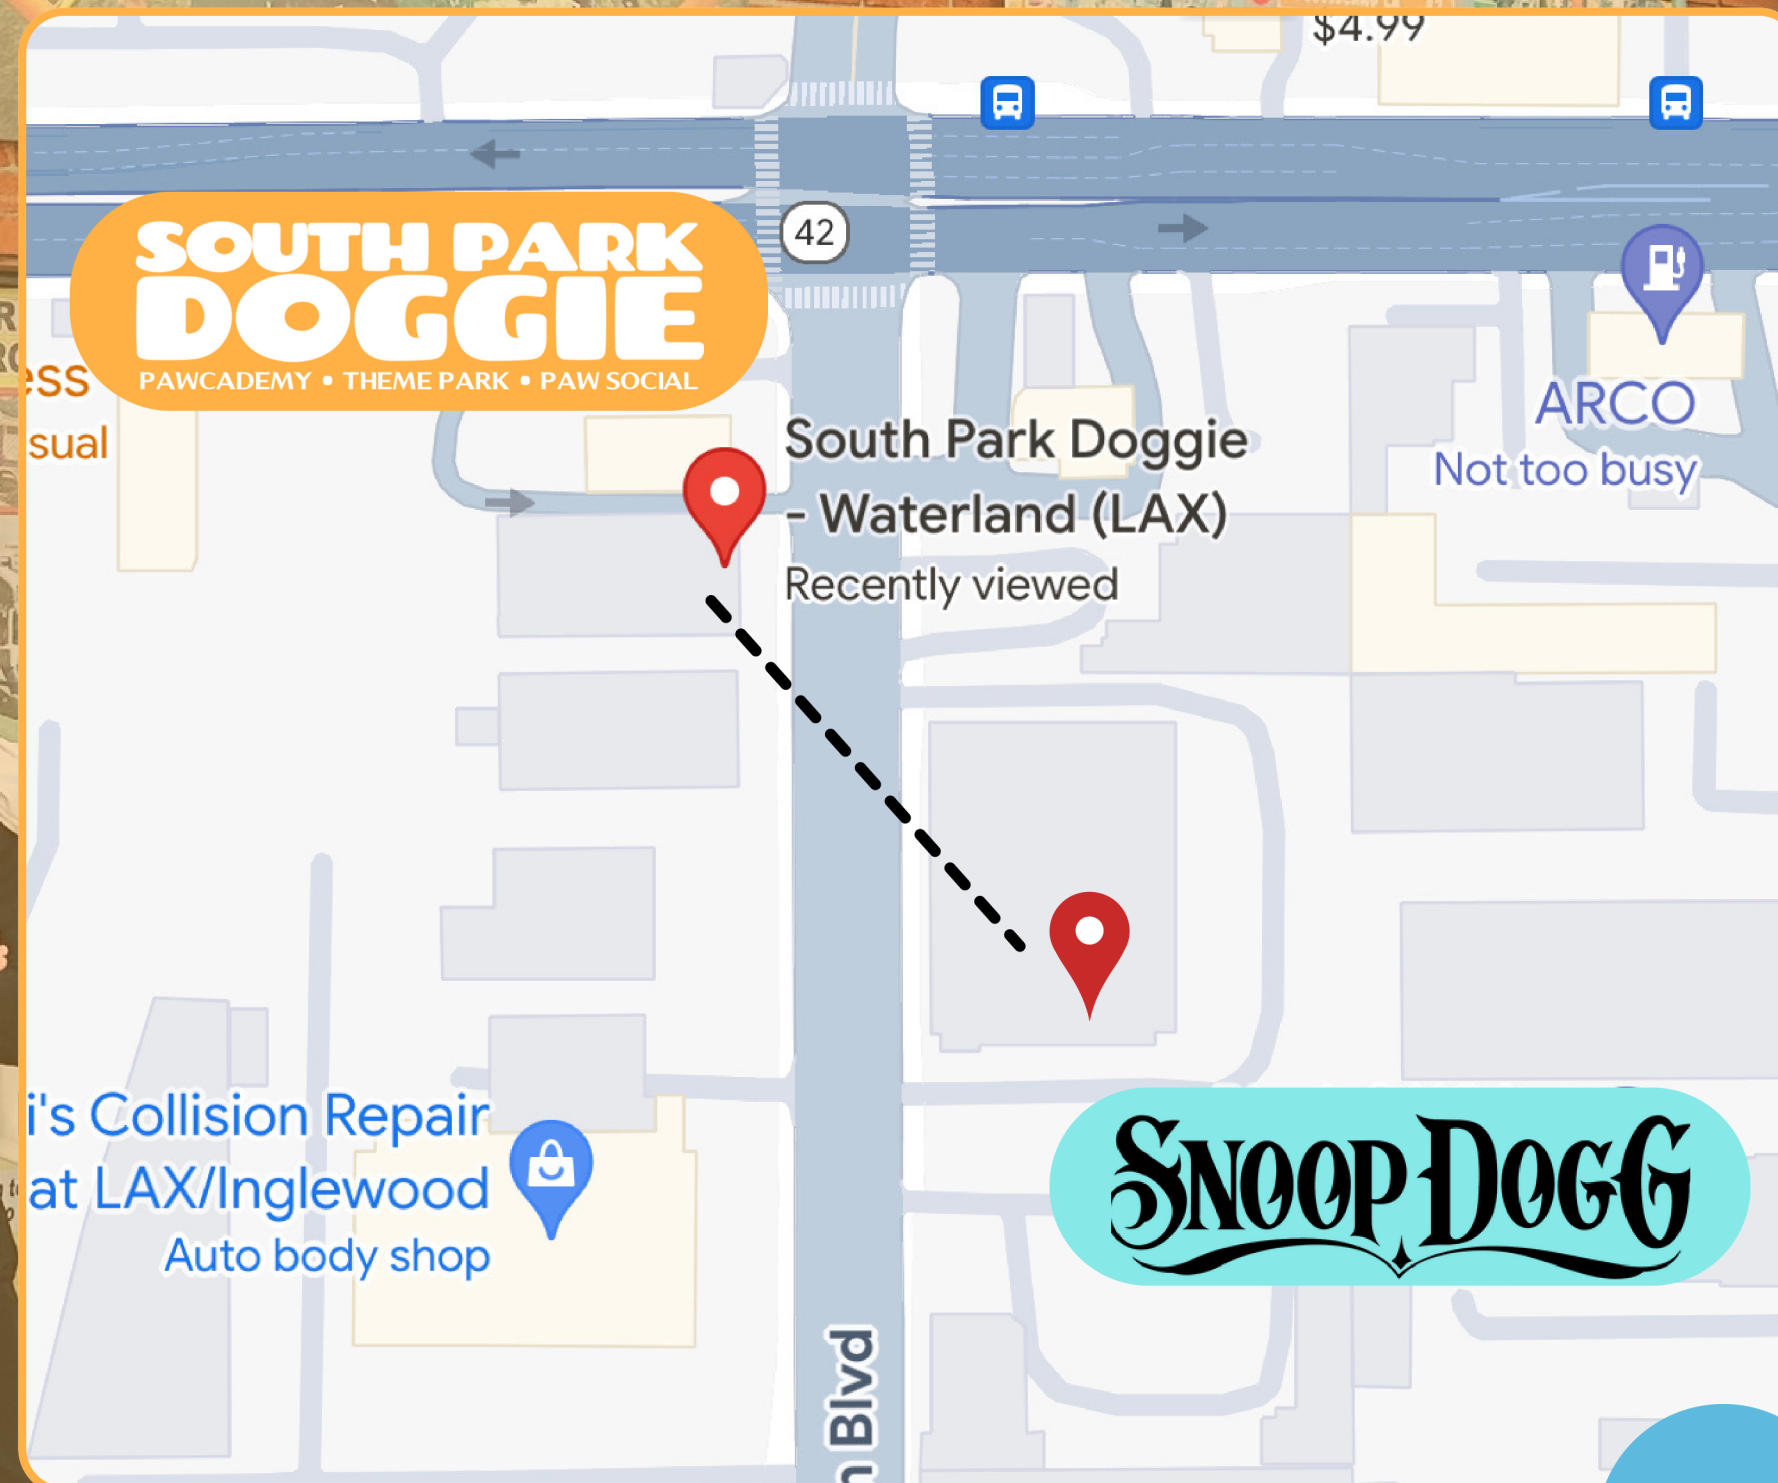 $4.99
42
SOUTH PARK
DOGGIE
PAWCADEMY • THEME PARK • PAW SOCIAL
ess
sual
South Park Doggie
- Waterland (LAX)
Recently viewed
ARCO
Not too busy
i's Collision Repair
at LAX/Inglewood
Auto body shop
SNOOP DOGG
n Blvd